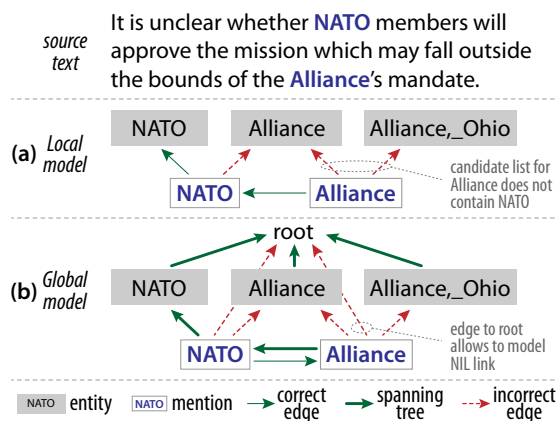 source text
It is unclear whether NATO members will
approve the mission which may fall outside
the bounds of the Alliance's mandate.
(a) Local model
NATO Alliance Alliance,_Ohio
NATO Alliance
candidate list for
Alliance does not
contain NATO
root
(b) Global model
NATO Alliance Alliance,_Ohio
NATO Alliance
edge to root
allows to model
NIL link
NATO entity NATO mention correct edge spanning tree incorrect edge